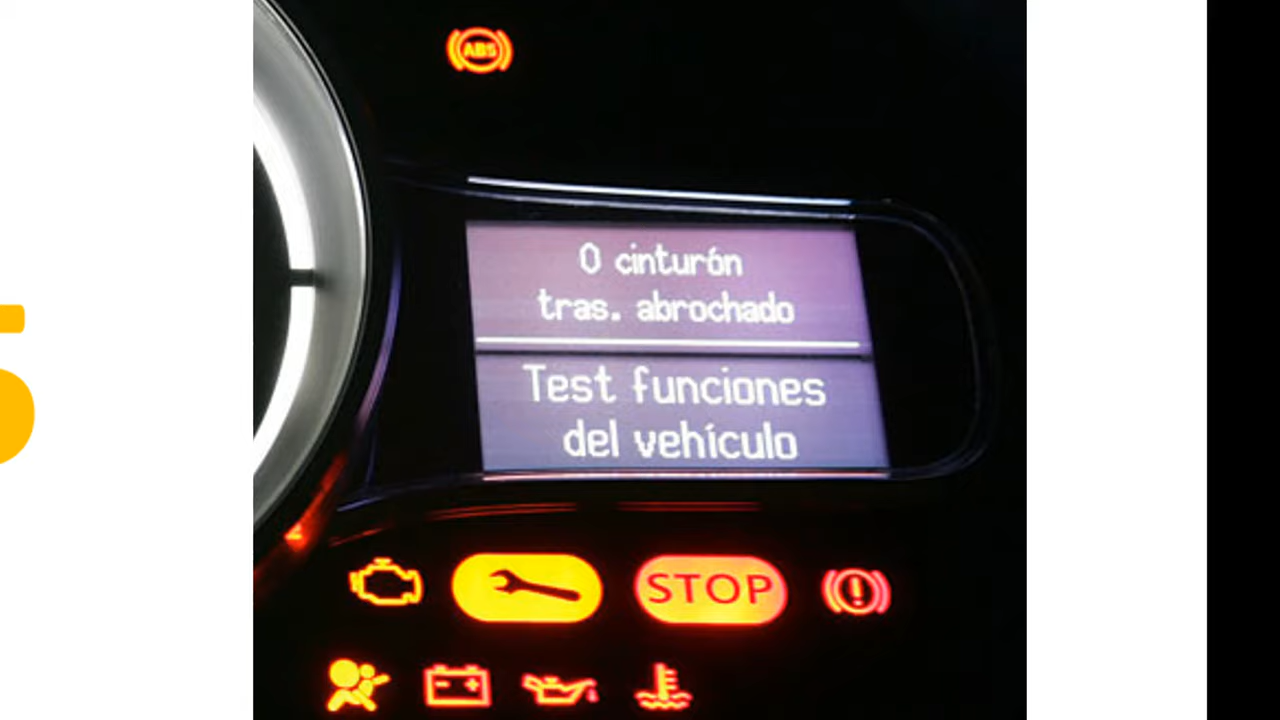 ABS
0 cinturón
tras. abrochado
Test funciones
del vehículo
STOP